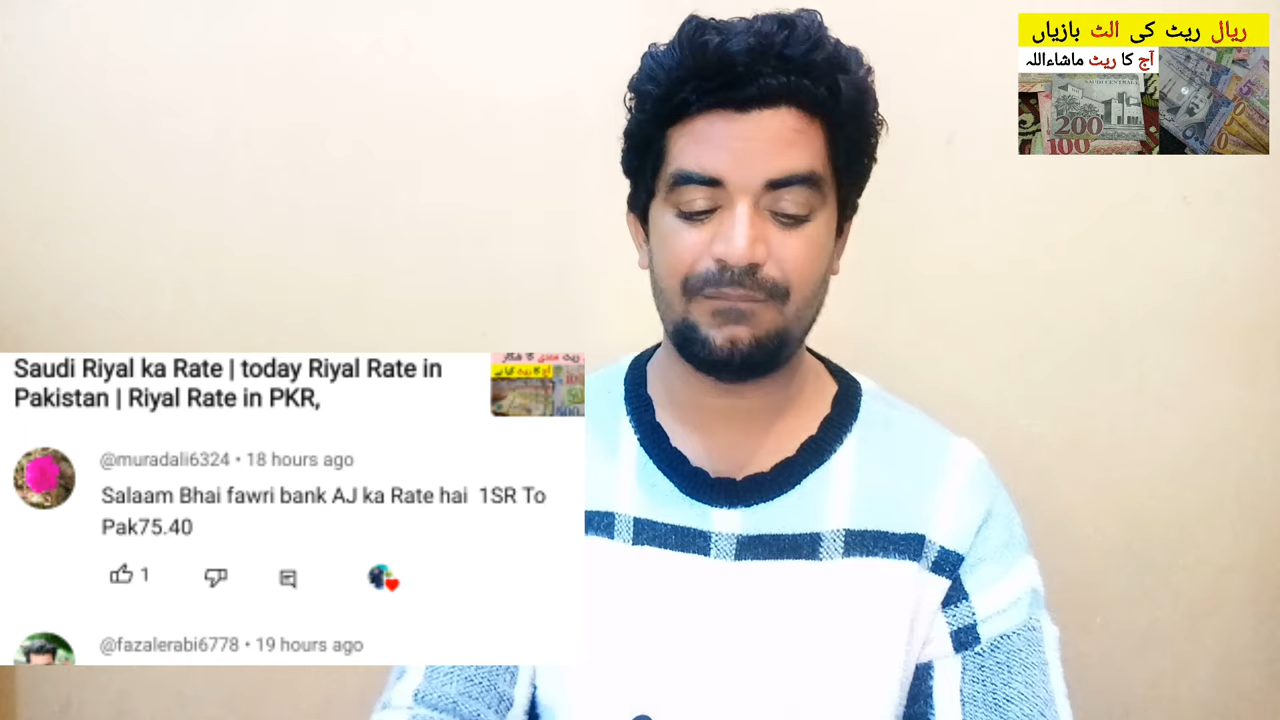 ریال ریٹ کی الٹ بازیاں
آج کا ریٹ ماشاءاللہ
SAUDI CENTRAL
200
100
Saudi Riyal ka Rate | today Riyal Rate in
Pakistan | Riyal Rate in PKR,
@muradali6324 • 18 hours ago
Salaam Bhai fawri bank AJ ka Rate hai 1SR To
Pak75.40
1
@fazalerabi6778 • 19 hours ago